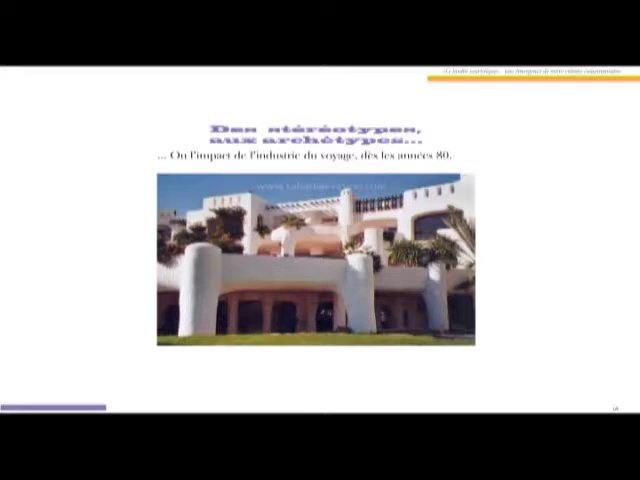 Des stéréotypes,
aux archétypes...
... Ou l'impact de l'industrie du voyage, dès les années 80.